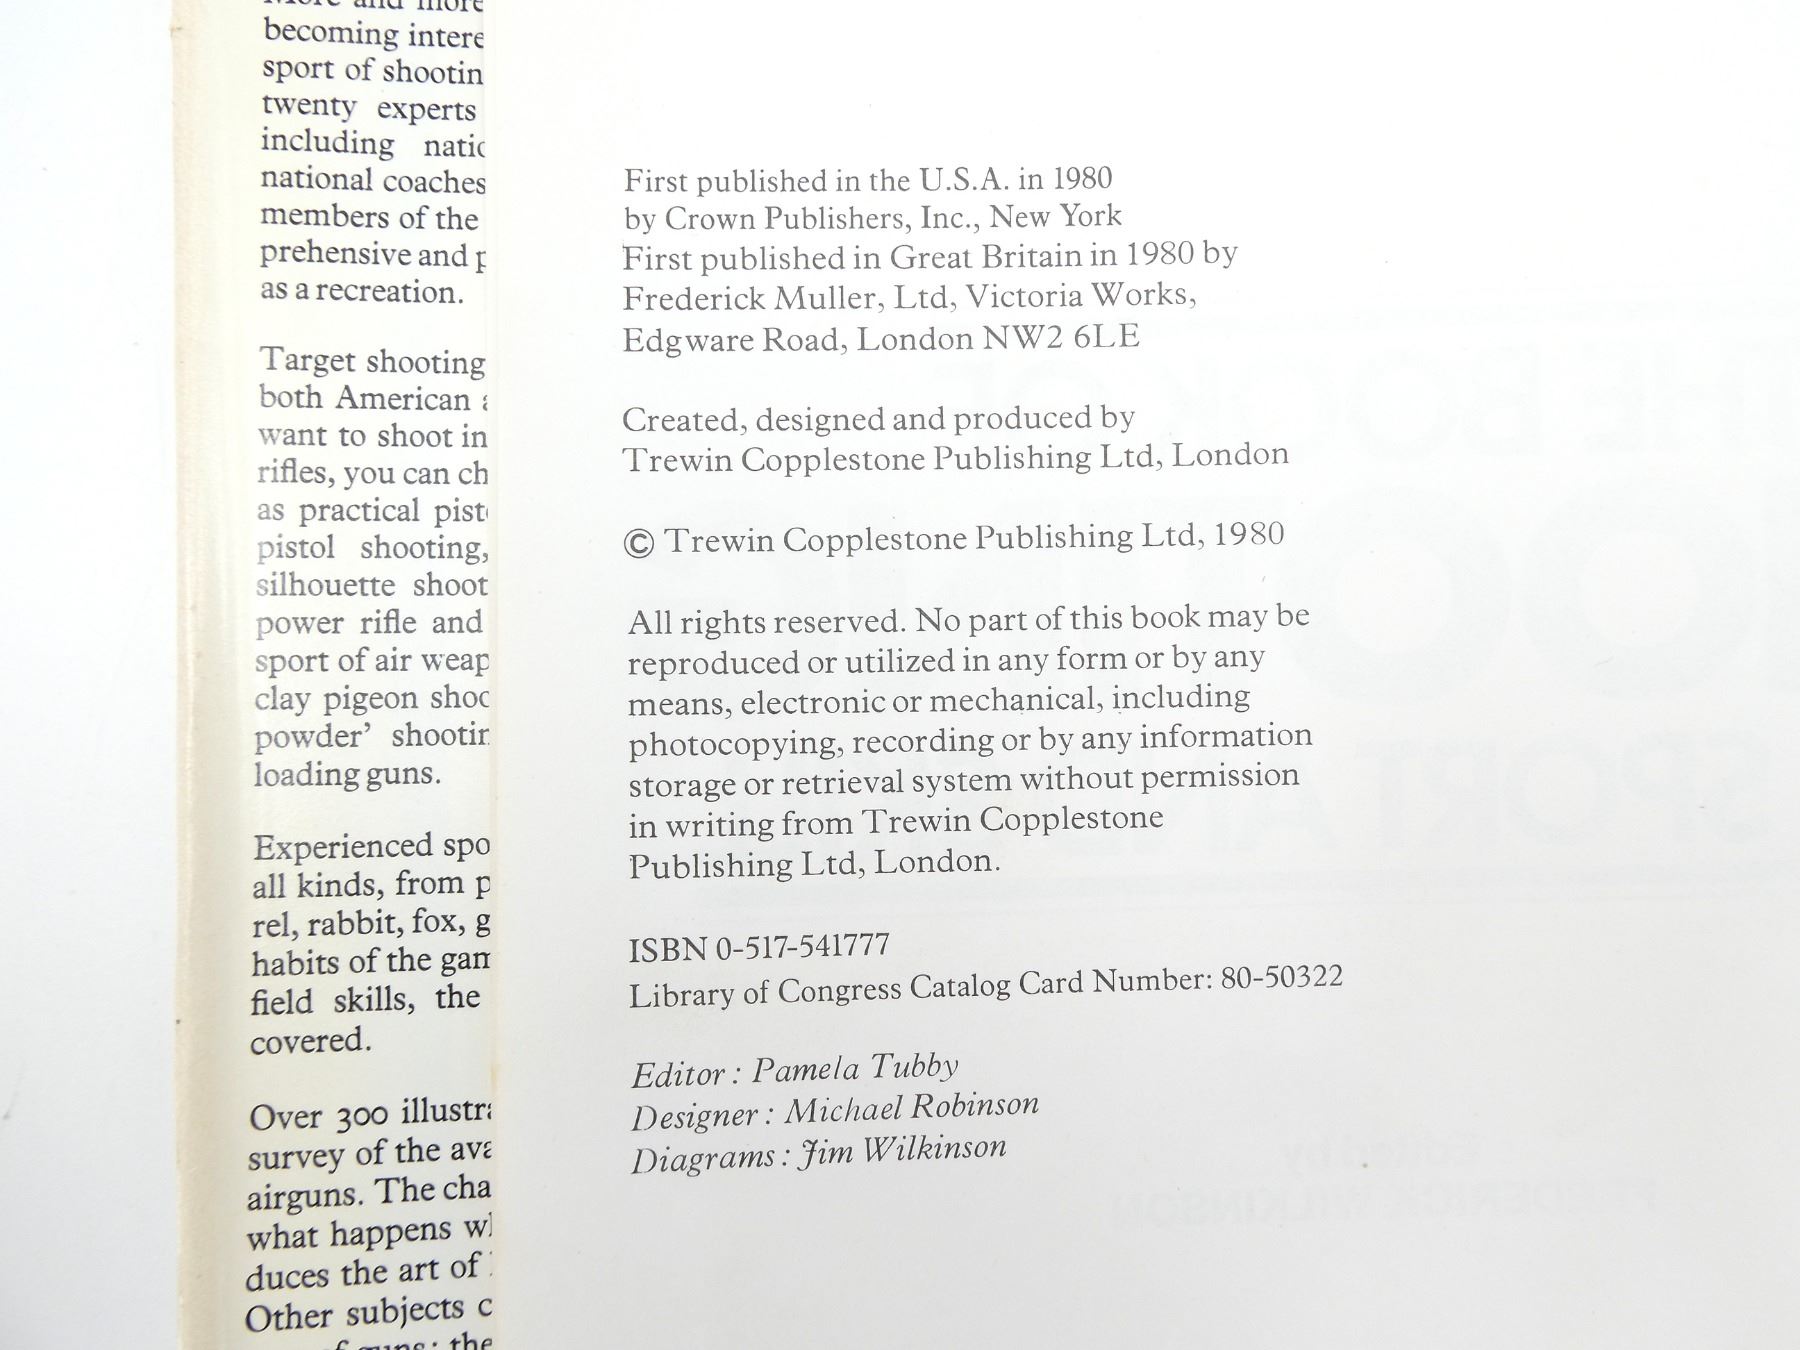 More and more
becoming intere
sport of shootin
twenty experts
including natio
national coaches
members of the
prehensive and p
as a recreation.
Target shooting
both American a
want to shoot in
rifles, you can ch
as practical pist
pistol shooting,
silhouette shoot
power rifle and
sport of air weap
clay pigeon shoo
powder’ shootin
loading guns.
Experienced spo
all kinds, from p
rel, rabbit, fox, g
habits of the gam
field skills, the
covered.
Over 300 illustra
survey of the ava
airguns. The cha
what happens wh
duces the art of
Other subjects c
of guns; the
First published in the U.S.A. in 1980
by Crown Publishers, Inc., New York
First published in Great Britain in 1980 by
Frederick Muller, Ltd, Victoria Works,
Edgware Road, London NW2 6LE
Created, designed and produced by
Trewin Copplestone Publishing Ltd, London
© Trewin Copplestone Publishing Ltd, 1980
All rights reserved. No part of this book may be
reproduced or utilized in any form or by any
means, electronic or mechanical, including
photocopying, recording or by any information
storage or retrieval system without permission
in writing from Trewin Copplestone
Publishing Ltd, London.
ISBN 0-517-541777
Library of Congress Catalog Card Number: 80-50322
Editor : Pamela Tubby
Designer : Michael Robinson
Diagrams : Jim Wilkinson